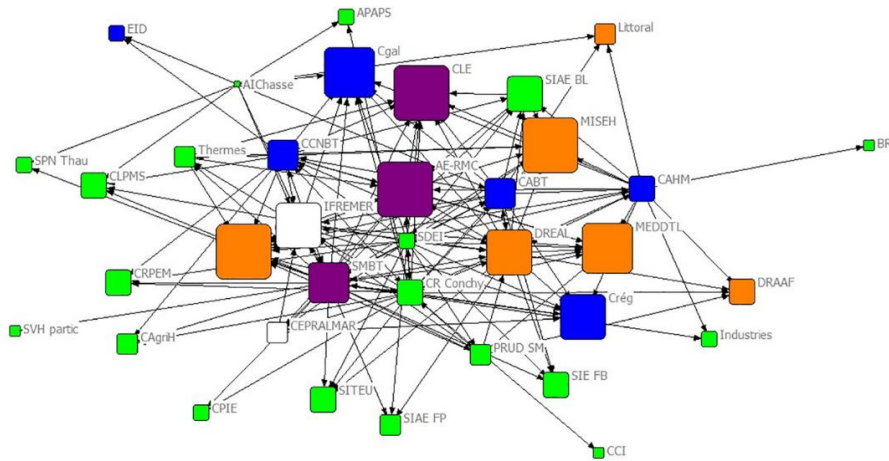 APAPS
EID
Littoral
Cgal
CLE
AIChasse
SIAE BL
MISEH
BR
Thermes
CCNBT
SPN Thau
CLPMS
AE-RMC
CABT
CAHM
IFREMER
SDEI
DREAL
MEDDTL
SMBT
CRPEM
CR Conchy
DRAAF
Crég
SVH partic
CAgriH
CEPRALMAR
PRUD SM
Industries
SIE FB
CPIE
SITEU
SIAE FP
CCI